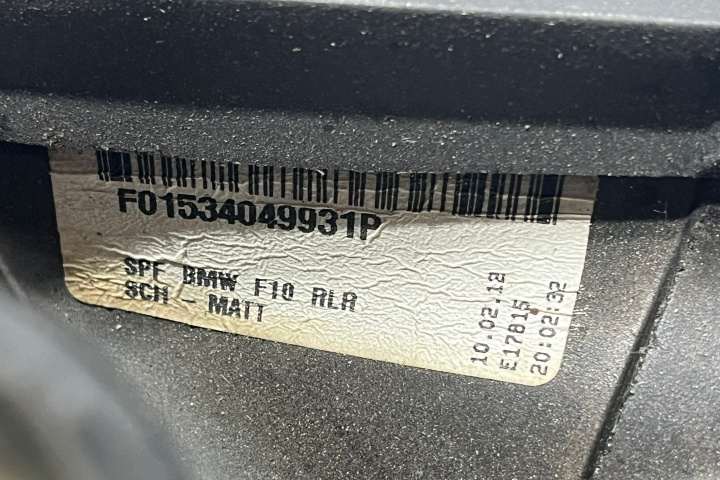 F01534049931P
SPF BMW F10 RLR
SCH - MATT
10.02.12
E17815
20:02:32